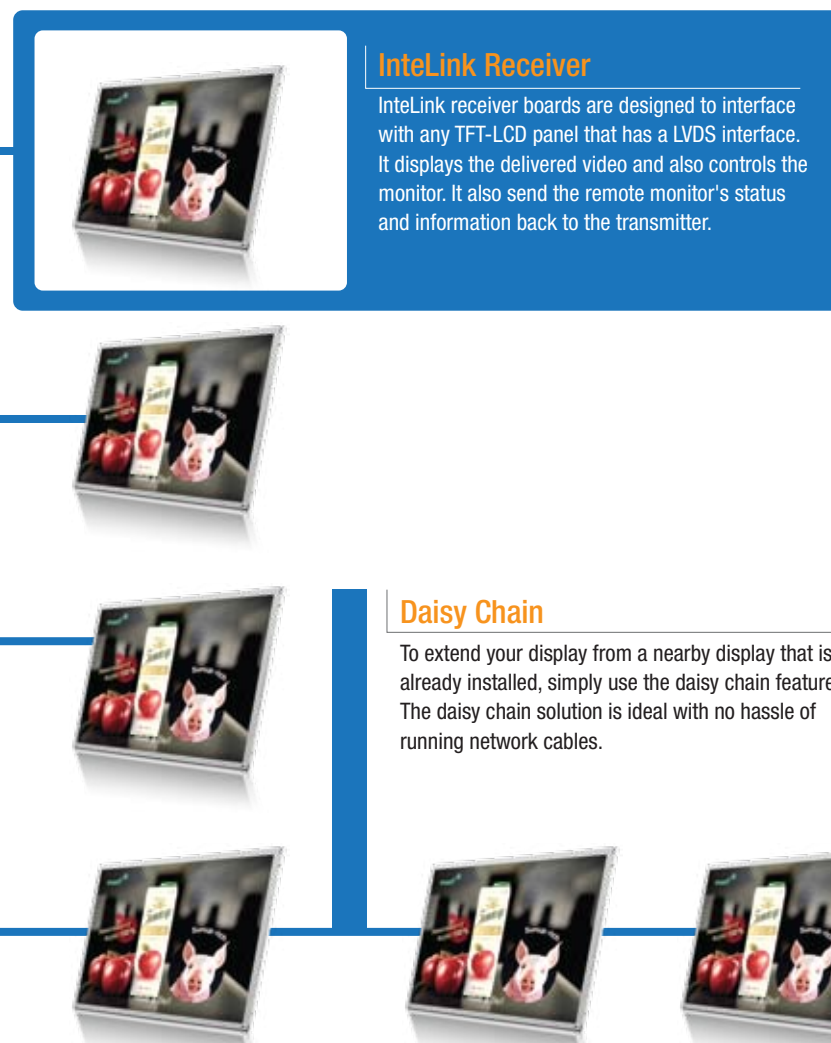 InteLink Receiver
InteLink receiver boards are designed to interface
with any TFT-LCD panel that has a LVDS interface.
It displays the delivered video and also controls the
monitor. It also send the remote monitor's status
and information back to the transmitter.
Daisy Chain
To extend your display from a nearby display that is
already installed, simply use the daisy chain feature
The daisy chain solution is ideal with no hassle of
running network cables.